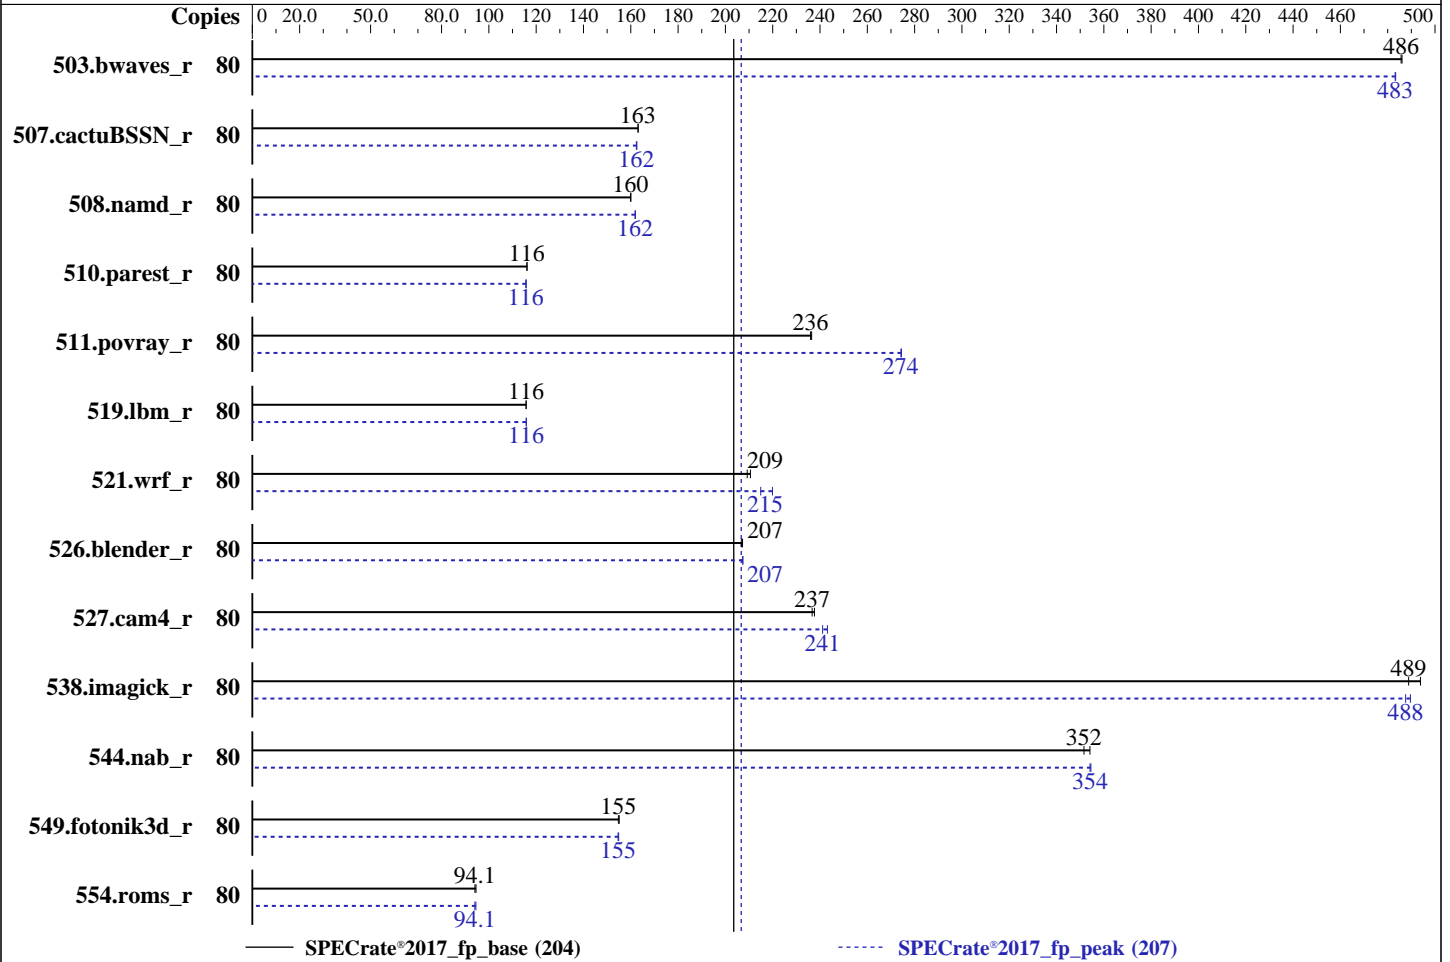 Copies 0 20.0 50.0 80.0 100 120 140 160 180 200 220 240 260 280 300 320 340 360 380 400 420 440 460 500
486
503.bwaves_r 80
483
163
507.cactuBSSN_r 80
162
160
508.namd_r 80
162
116
510.parest_r 80
116
236
511.povray_r 80
274
116
519.lbm_r 80
116
209
521.wrf_r 80
215
207
526.blender_r 80
207
237
527.cam4_r 80
241
489
538.imagick_r 80
488
352
544.nab_r 80
354
155
549.fotonik3d_r 80
155
94.1
554.roms_r 80
94.1
SPECrate®2017_fp_base (204) SPECrate®2017_fp_peak (207)